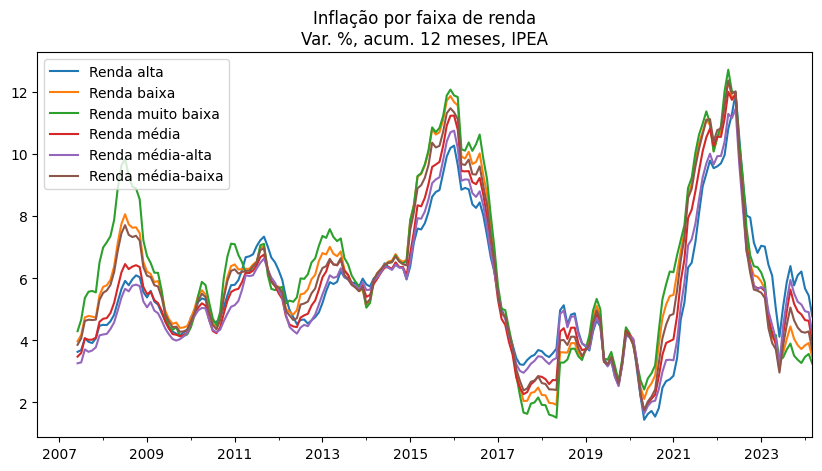 Inflação por faixa de renda
Var. %, acum. 12 meses, IPEA
Renda alta
Renda baixa
Renda muito baixa
Renda média
Renda média-alta
Renda média-baixa
12
10
8
6
4
2
2007
2009
2011
2013
2015
2017
2019
2021
2023